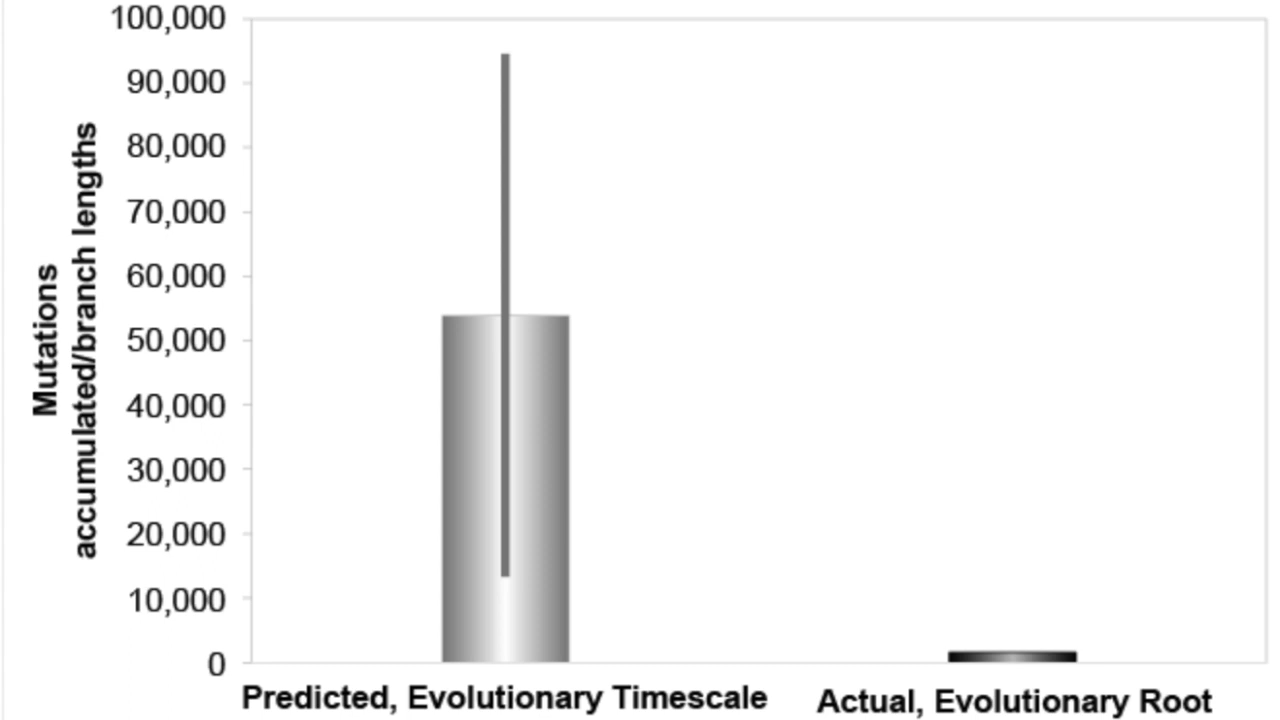 100,000
90,000
80,000
70,000
60,000
50,000
40,000
30,000
20,000
10,000
0
Mutations
accumulated/branch lengths
Predicted, Evolutionary Timescale
Actual, Evolutionary Root